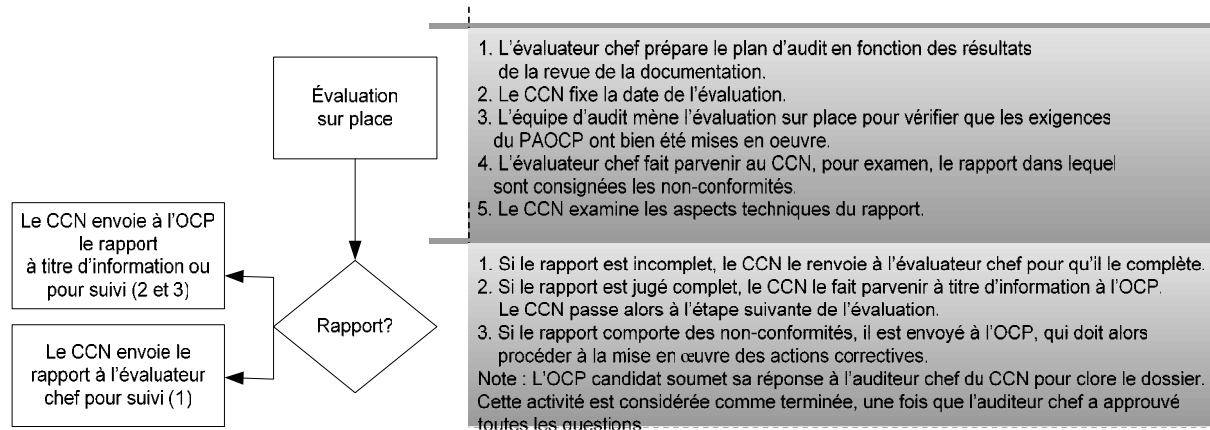 Évaluation
sur place
1. L'évaluateur chef prépare le plan d'audit en fonction des résultats
de la revue de la documentation.
2. Le CCN fixe la date de l'évaluation.
3. L'équipe d'audit mène l'évaluation sur place pour vérifier que les exigences
du PAOCP ont bien été mises en oeuvre.
4. L'évaluateur chef fait parvenir au CCN, pour examen, le rapport dans lequel
sont consignées les non-conformités.
5. Le CCN examine les aspects techniques du rapport.
Le CCN envoie à l'OCP
le rapport
à titre d'information ou
pour suivi (2 et 3)
Rapport?
Le CCN envoie le
rapport à l'évaluateur
chef pour suivi (1)
1. Si le rapport est incomplet, le CCN le renvoie à l'évaluateur chef pour qu'il le complète.
2. Si le rapport est jugé complet, le CCN le fait parvenir à titre d'information à l'OCP.
Le CCN passe alors à l'étape suivante de l'évaluation.
3. Si le rapport comporte des non-conformités, il est envoyé à l'OCP, qui doit alors
procéder à la mise en œuvre des actions correctives.
Note : L'OCP candidat soumet sa réponse à l'auditeur chef du CCN pour clore le dossier.
Cette activité est considérée comme terminée, une fois que l'auditeur chef a approuvé
toutes les questions